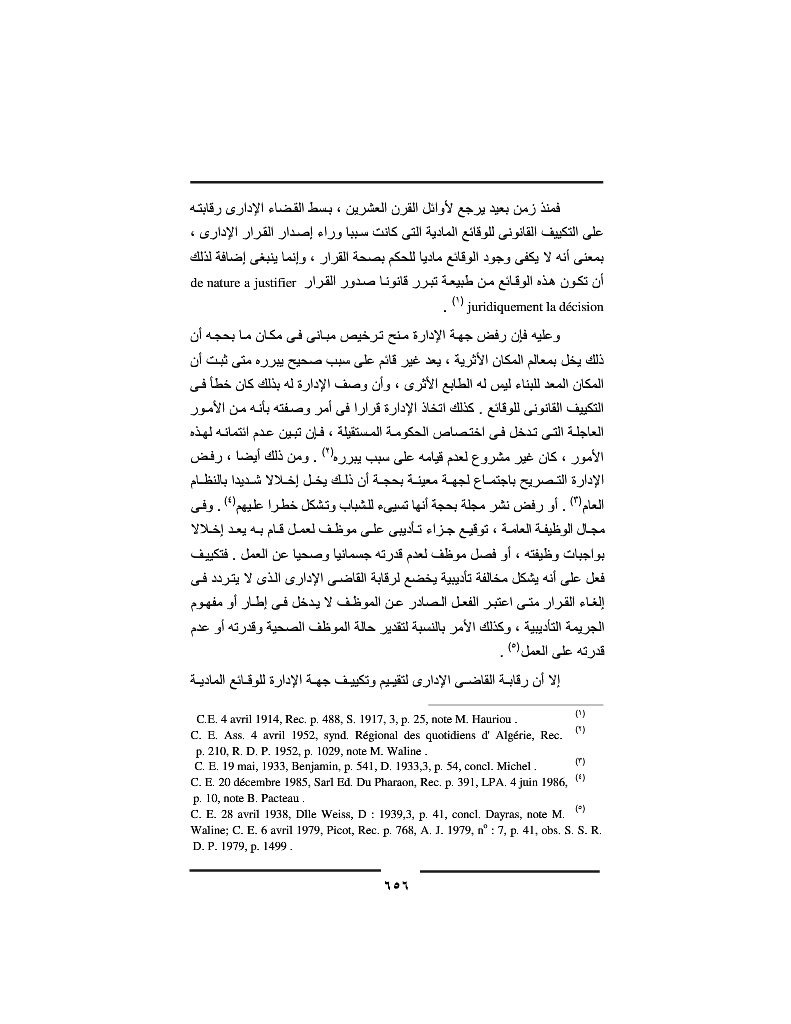 فمنذ زمن بعيد يرجع لأوائل القرن العشرين ، بسط القضاء الإدارى رقابته
على التكييف القانونى للوقائع المادية التى كانت سببا وراء إصدار القرار الإدارى ،
بمعنى أنه لا يكفى وجود الوقائع ماديا للحكم بصحة القرار ، وإنما ينبغى إضافة لذلك
أن تكون هذه الوقائع من طبيعة تبرر قانونا صدور القرار de nature a justifier
juridiquement la décision (١) .
وعليه فإن رفض جهة الإدارة منح ترخيص مبانى فى مكان ما بحجه أن
ذلك يخل بمعالم المكان الأثرية ، يعد غير قائم على سبب صحيح يبرره متى ثبت أن
المكان المعد للبناء ليس له الطابع الأثرى ، وأن وصف الإدارة له بذلك كان خطأ فى
التكييف القانونى للوقائع . كذلك اتخاذ الإدارة قرارا فى أمر وصفته بأنه من الأمور
العاجلة التى تدخل فى اختصاص الحكومة المستقيلة ، فإن تبين عدم ائتمانه لهذه
الأمور ، كان غير مشروع لعدم قيامه على سبب يبرره(٢) . ومن ذلك أيضا ، رفض
الإدارة التصريح باجتماع لجهة معينة بحجة أن ذلك يخل إخلالا شديدا بالنظام
العام(٣) . أو رفض نشر مجلة بحجة أنها تسيىء للشباب وتشكل خطرا عليهم(٤) . وفى
مجال الوظيفة العامة ، توقيع جزاء تأديبى على موظف لعمل قام به يعد إخلالا
بواجبات وظيفته ، أو فصل موظف لعدم قدرته جسمانيا وصحيا عن العمل . فتكييف
فعل على أنه يشكل مخالفة تأديبية يخضع لرقابة القاضى الإدارى الذى لا يتردد فى
إلغاء القرار متى اعتبر الفعل الصادر عن الموظف لا يدخل فى إطار أو مفهوم
الجريمة التأديبية ، وكذلك الأمر بالنسبة لتقدير حالة الموظف الصحية وقدرته أو عدم
قدرته على العمل(٥) .
إلا أن رقابة القاضى الإدارى لتقييم وتكييف جهة الإدارة للوقائع المادية
(١) C.E. 4 avril 1914, Rec. p. 488, S. 1917, 3, p. 25, note M. Hauriou .
(٢) C. E. Ass. 4 avril 1952, synd. Régional des quotidiens d' Algérie, Rec.
p. 210, R. D. P. 1952, p. 1029, note M. Waline .
(٣) C. E. 19 mai, 1933, Benjamin, p. 541, D. 1933,3, p. 54, concl. Michel .
(٤) C. E. 20 décembre 1985, Sarl Ed. Du Pharaon, Rec. p. 391, LPA. 4 juin 1986,
p. 10, note B. Pacteau .
(٥) C. E. 28 avril 1938, Dlle Weiss, D : 1939,3, p. 41, concl. Dayras, note M.
Waline; C. E. 6 avril 1979, Picot, Rec. p. 768, A. J. 1979, nº : 7, p. 41, obs. S. S. R.
D. P. 1979, p. 1499 .
٦٥٦